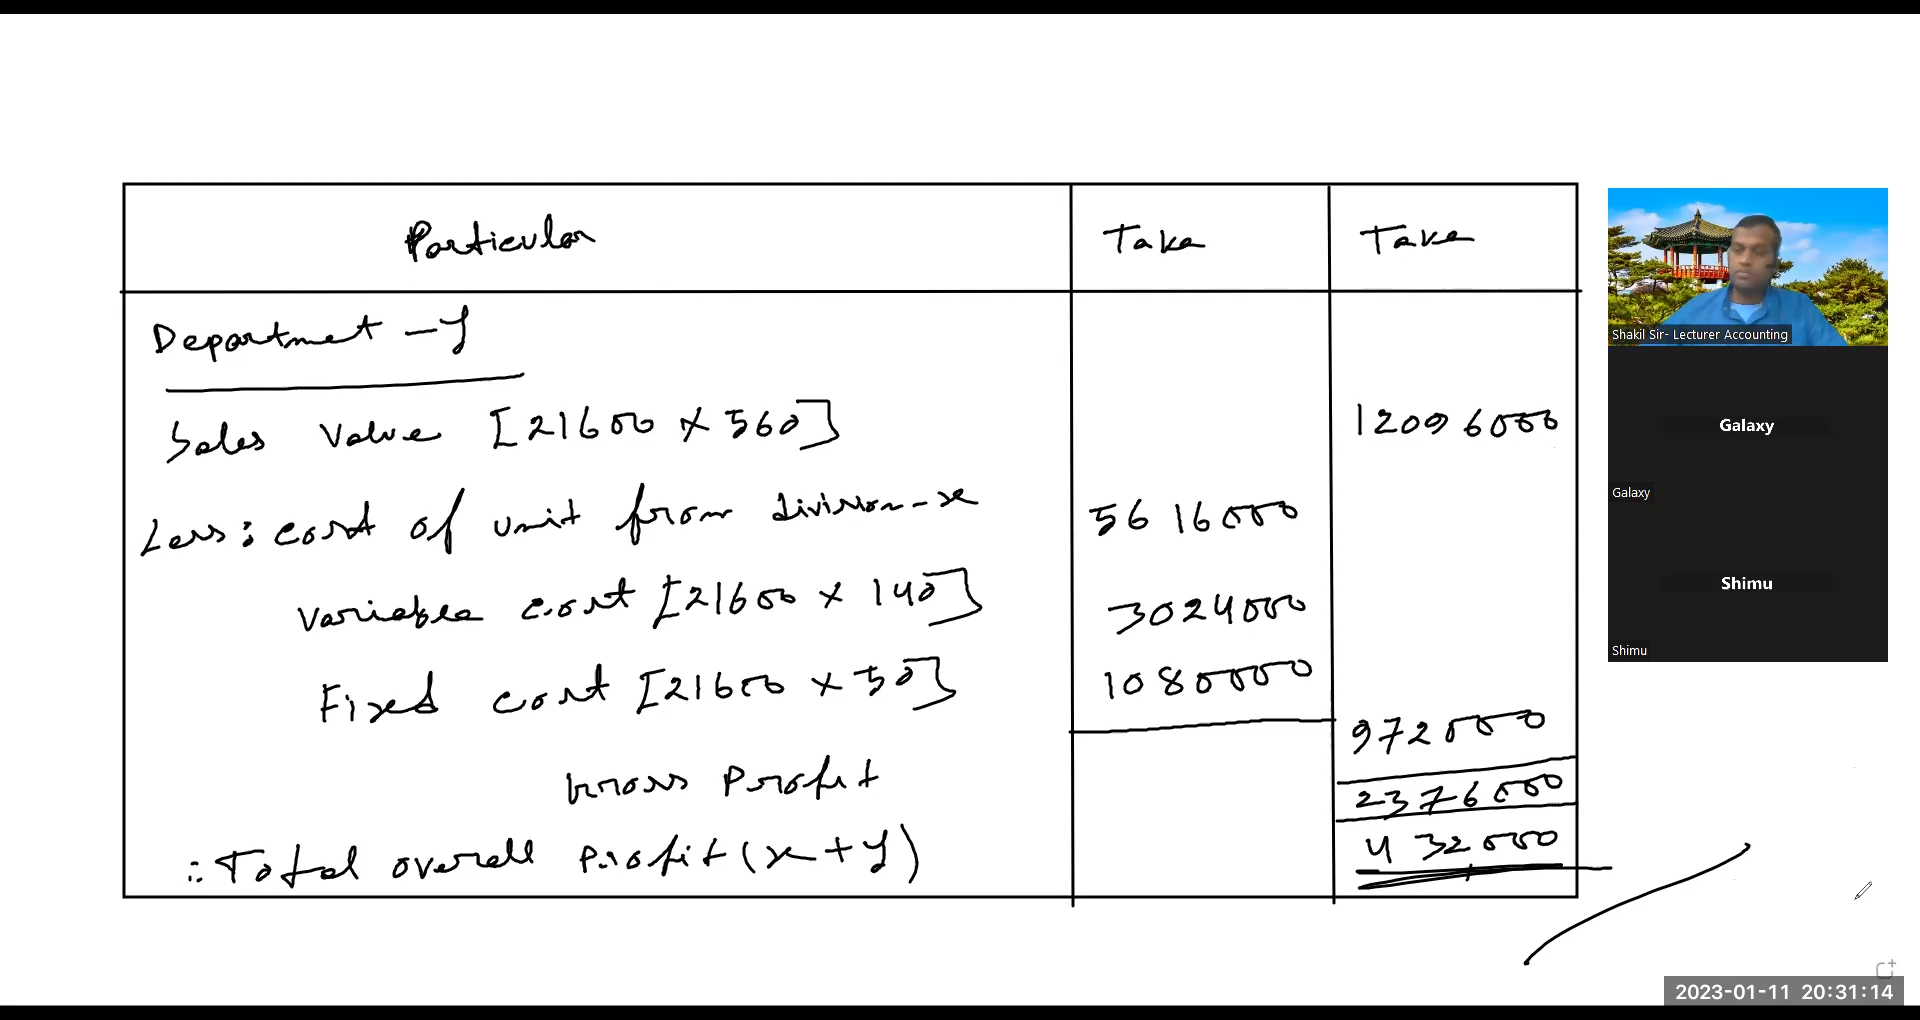 Particular Taka Taka
Department - y
Sales Value [21600 × 560] 12096000
Less: cost of unit from division - x 5616000
Variable cost [21600 × 140] 3024000
Fixed cost [21600 × 50] 1080000
9720000
Gross Profit 2376000
∴ Total overall Profit (x+y) 432000
Shakil Sir- Lecturer Accounting
Galaxy
Galaxy
Shimu
Shimu
2023-01-11 20:31:14